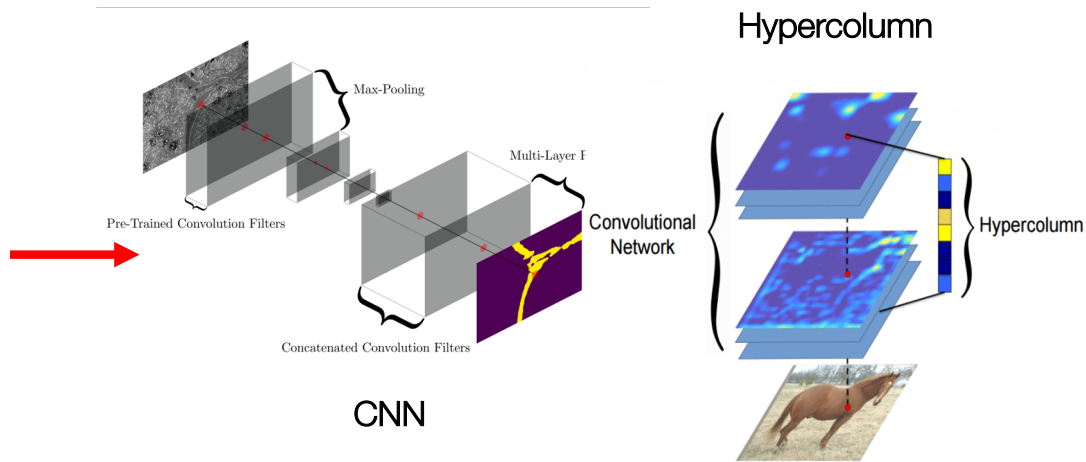 Hypercolumn
Max-Pooling
Multi-Layer
Pre-Trained Convolution Filters
Convolutional
Network
Hypercolumn
Concatenated Convolution Filters
CNN